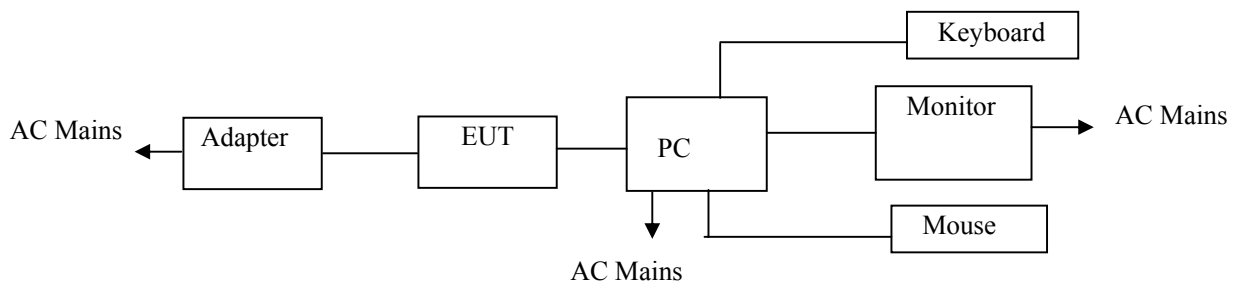 Keyboard
AC Mains
Adapter
EUT
PC
Monitor
AC Mains
Mouse
AC Mains